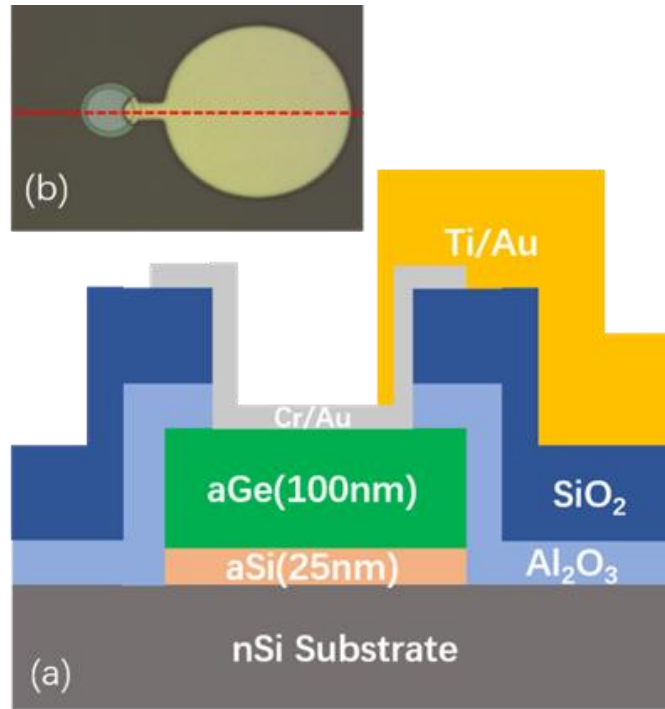 (b)
Ti/Au
Cr/Au
aGe(100nm)
SiO₂
aSi(25nm)
Al₂O₃
nSi Substrate
(a)